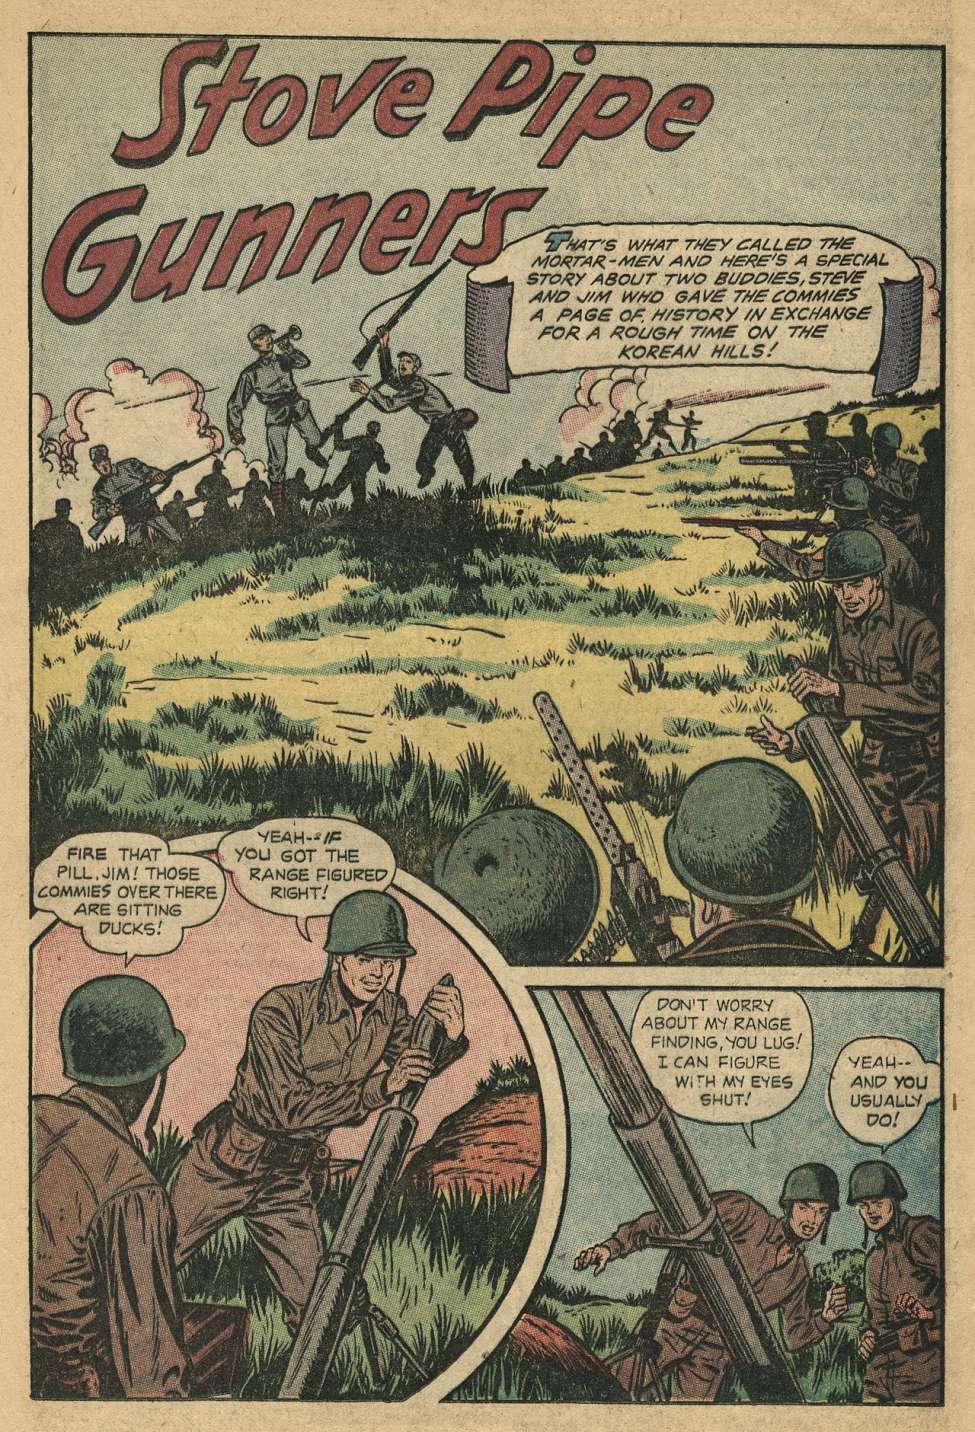 Stove Pipe
Gunners
THAT'S WHAT THEY CALLED THE
MORTAR-MEN AND HERE'S A SPECIAL
STORY ABOUT TWO BUDDIES, STEVE
AND JIM WHO GAVE THE COMMIES
A PAGE OF HISTORY IN EXCHANGE
FOR A ROUGH TIME ON THE
KOREAN HILLS!
FIRE THAT
PILL, JIM! THOSE
COMMIES OVER THERE
ARE SITTING
DUCKS!
YEAH--IF
YOU GOT THE
RANGE FIGURED
RIGHT!
DON'T WORRY
ABOUT MY RANGE
FINDING, YOU LUG!
I CAN FIGURE
WITH MY EYES
SHUT!
YEAH--
AND YOU
USUALLY
DO!